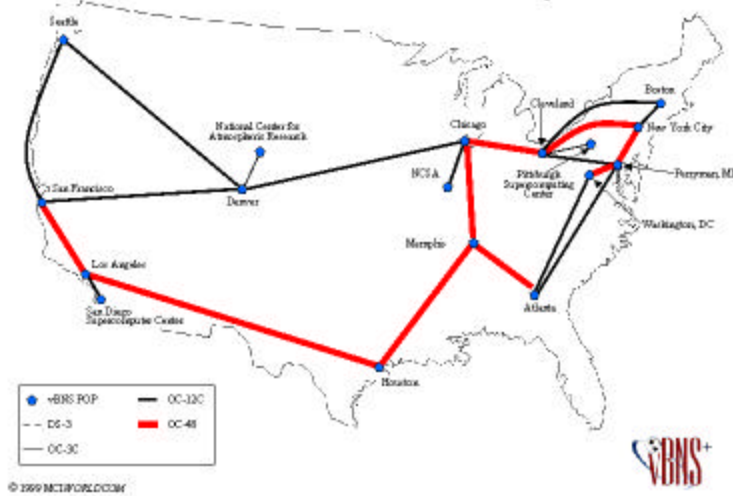 Seattle
Boston
Cleveland
National Center for
Atmospheric Research
Chicago
New York City
NCSA
Pittsburgh
Supercomputing
Center
Perryman, MD
San Francisco
Denver
Washington, DC
Memphis
Los Angeles
San Diego
Supercomputer Center
Atlanta
Houston
vBNS POP
OC-12C
DS-3
OC-48
OC-3C
© 1999 MCI WORLDCOM
vBNS+